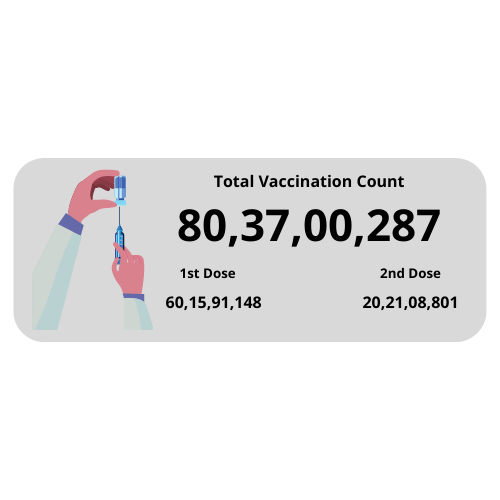 Total Vaccination Count
80,37,00,287
1st Dose 2nd Dose
60,15,91,148 20,21,08,801